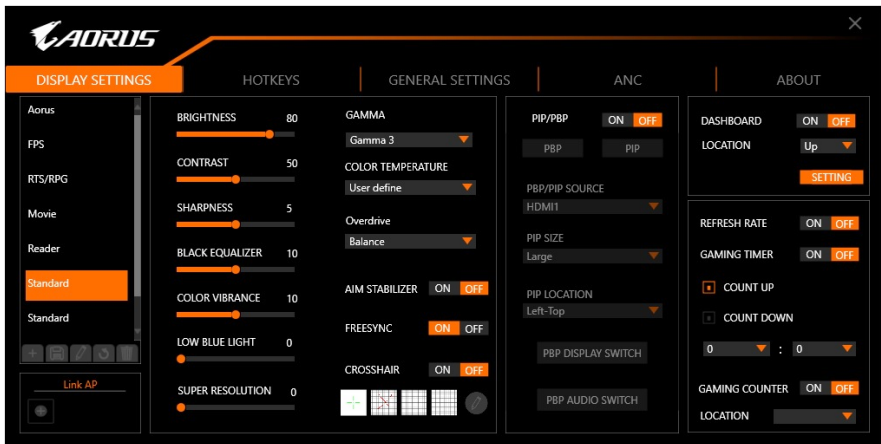 AORUS
DISPLAY SETTINGS
HOTKEYS
GENERAL SETTINGS
ANC
ABOUT
Aorus
FPS
RTS/RPG
Movie
Reader
Standard
Standard
Link AP
BRIGHTNESS 80
CONTRAST 50
SHARPNESS 5
BLACK EQUALIZER 10
COLOR VIBRANCE 10
LOW BLUE LIGHT 0
SUPER RESOLUTION 0
GAMMA
Gamma 3
COLOR TEMPERATURE
User define
Overdrive
Balance
AIM STABILIZER ON OFF
FREESYNC ON OFF
CROSSHAIR ON OFF
PIP/PBP ON OFF
PBP PIP
PBP/PIP SOURCE
HDMI1
PIP SIZE
Large
PIP LOCATION
Left-Top
PBP DISPLAY SWITCH
PBP AUDIO SWITCH
DASHBOARD ON OFF
LOCATION Up
SETTING
REFRESH RATE ON OFF
GAMING TIMER ON OFF
COUNT UP
COUNT DOWN
0 : 0
GAMING COUNTER ON OFF
LOCATION